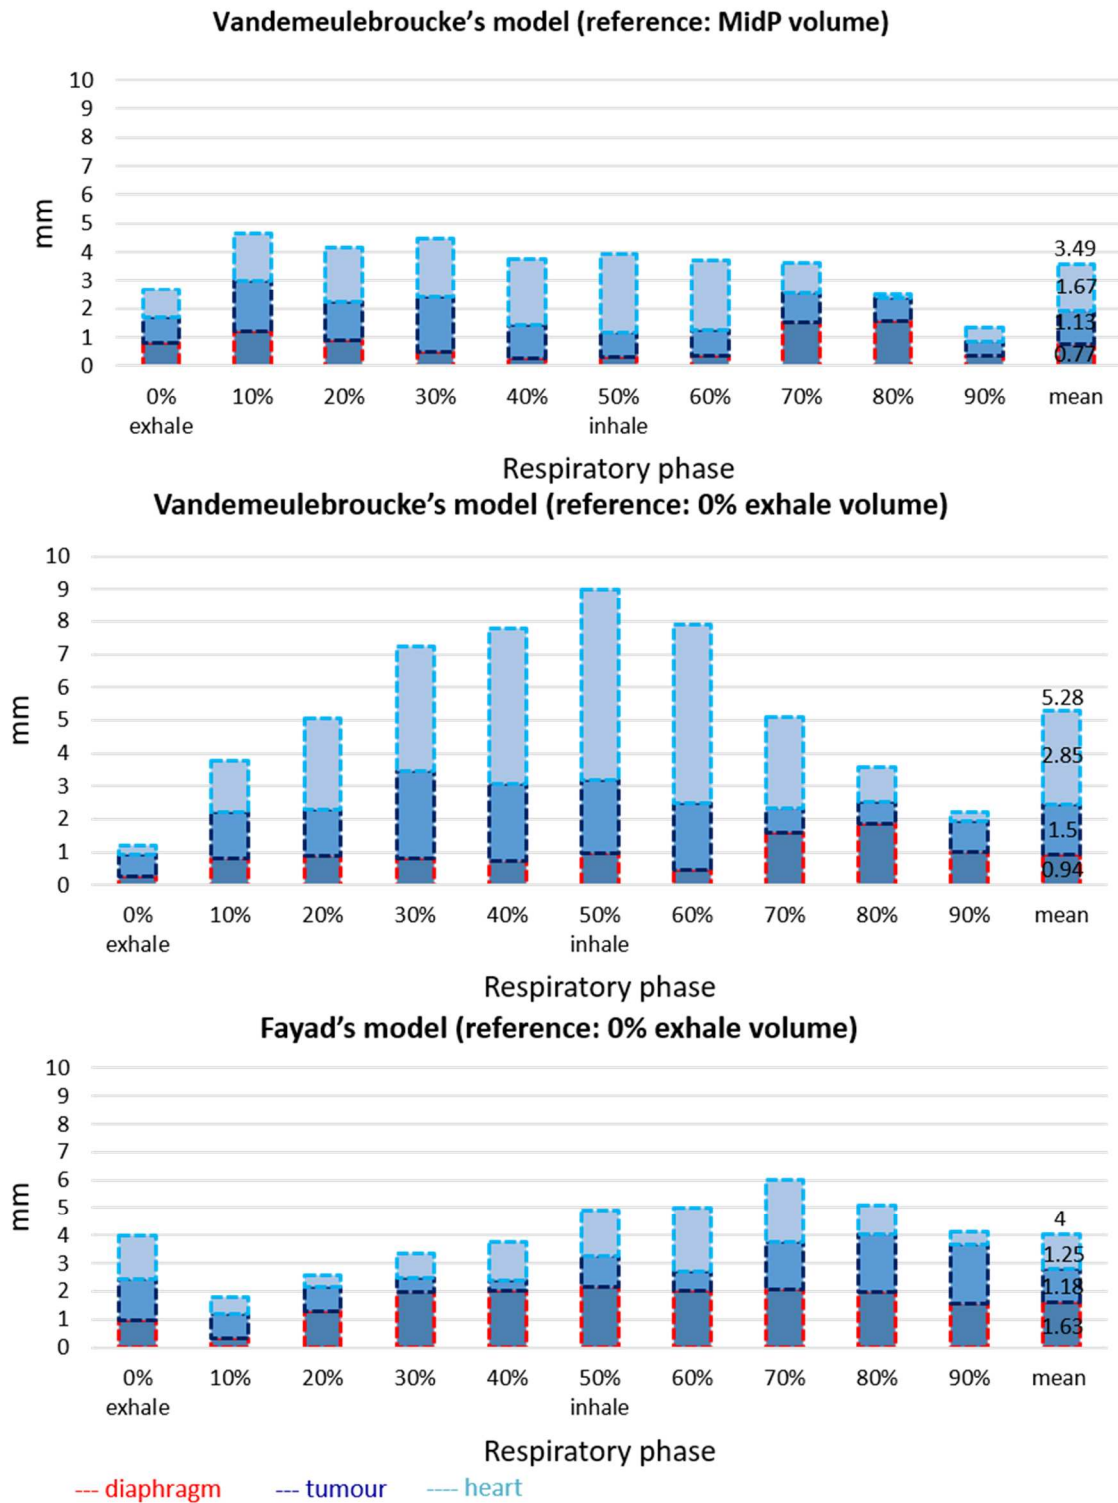 Vandemeulebroucke's model (reference: MidP volume)
10
9
8
7
6
5
4
3
2
1
0
mm
3.49
1.67
1.13
0.77
0% 10% 20% 30% 40% 50% 60% 70% 80% 90% mean
exhale inhale
Respiratory phase
Vandemeulebroucke's model (reference: 0% exhale volume)
10
9
8
7
6
5
4
3
2
1
0
mm
5.28
2.85
1.5
0.94
0% 10% 20% 30% 40% 50% 60% 70% 80% 90% mean
exhale inhale
Respiratory phase
Fayad's model (reference: 0% exhale volume)
10
9
8
7
6
5
4
3
2
1
0
mm
4
1.25
1.18
1.63
0% 10% 20% 30% 40% 50% 60% 70% 80% 90% mean
exhale inhale
Respiratory phase
--- diaphragm --- tumour ---- heart